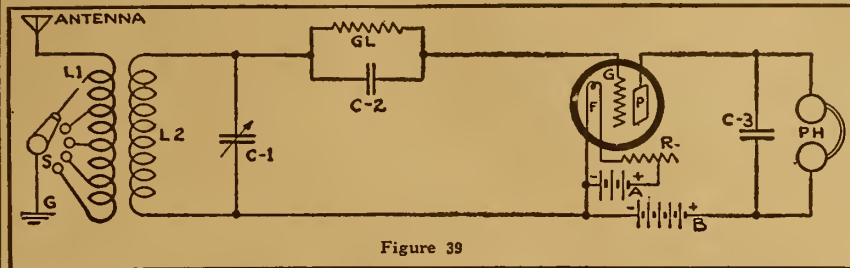 ANTENNA
GL
L1
G
P
F
C-2
L2
C-3
PH
S
C-1
R-
- +
A
G
- +
B
Figure 39